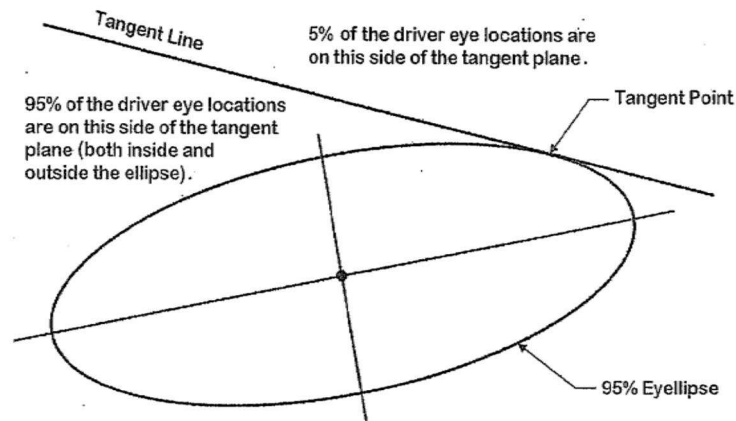 Tangent Line
5% of the driver eye locations are
on this side of the tangent plane.
95% of the driver eye locations
are on this side of the tangent
plane (both inside and
outside the ellipse).
Tangent Point
95% Eyellipse